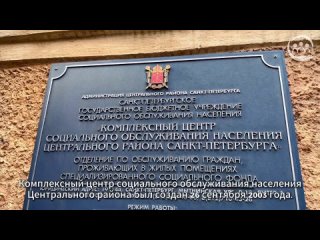 АДМИНИСТРАЦИЯ ЦЕНТРАЛЬНОГО РАЙОНА САНКТ-ПЕТЕРБУРГА
САНКТ-ПЕТЕРБУРГСКОЕ
ГОСУДАРСТВЕННОЕ БЮДЖЕТНОЕ УЧРЕЖДЕНИЕ
СОЦИАЛЬНОГО ОБСЛУЖИВАНИЯ НАСЕЛЕНИЯ
КОМПЛЕКСНЫЙ ЦЕНТР
СОЦИАЛЬНОГО ОБСЛУЖИВАНИЯ НАСЕЛЕНИЯ
ЦЕНТРАЛЬНОГО РАЙОНА САНКТ-ПЕТЕРБУРГА
ОТДЕЛЕНИЕ ПО ОБСЛУЖИВАНИЮ ГРАЖДАН,
ПРОЖИВАЮЩИХ В ЖИЛЫХ ПОМЕЩЕНИЯХ
СПЕЦИАЛИЗИРОВАННОГО СОЦИАЛЬНОГО ФОНДА
Комплексный центр социального обслуживания населения
Центрального района был создан 26 сентября 2003 года.
РЕЖИМ РАБОТЫ: